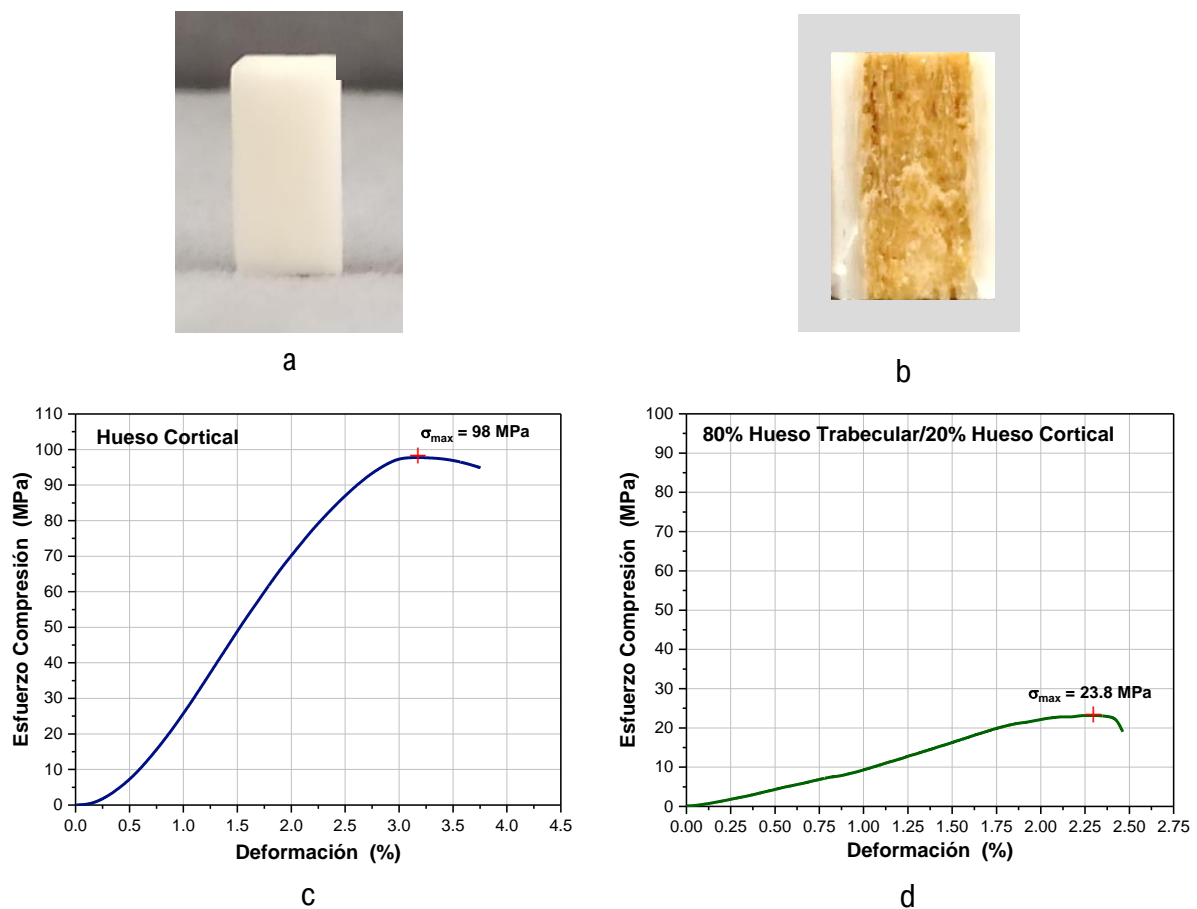 a
b
Hueso Cortical
σmax = 98 MPa
Esfuerzo Compresión (MPa)
110
100
90
80
70
60
50
40
30
20
10
0
0.0 0.5 1.0 1.5 2.0 2.5 3.0 3.5 4.0 4.5
Deformación (%)
c
80% Hueso Trabecular/20% Hueso Cortical
σmax = 23.8 MPa
Esfuerzo Compresión (MPa)
100
90
80
70
60
50
40
30
20
10
0
0.00 0.25 0.50 0.75 1.00 1.25 1.50 1.75 2.00 2.25 2.50 2.75
Deformación (%)
d